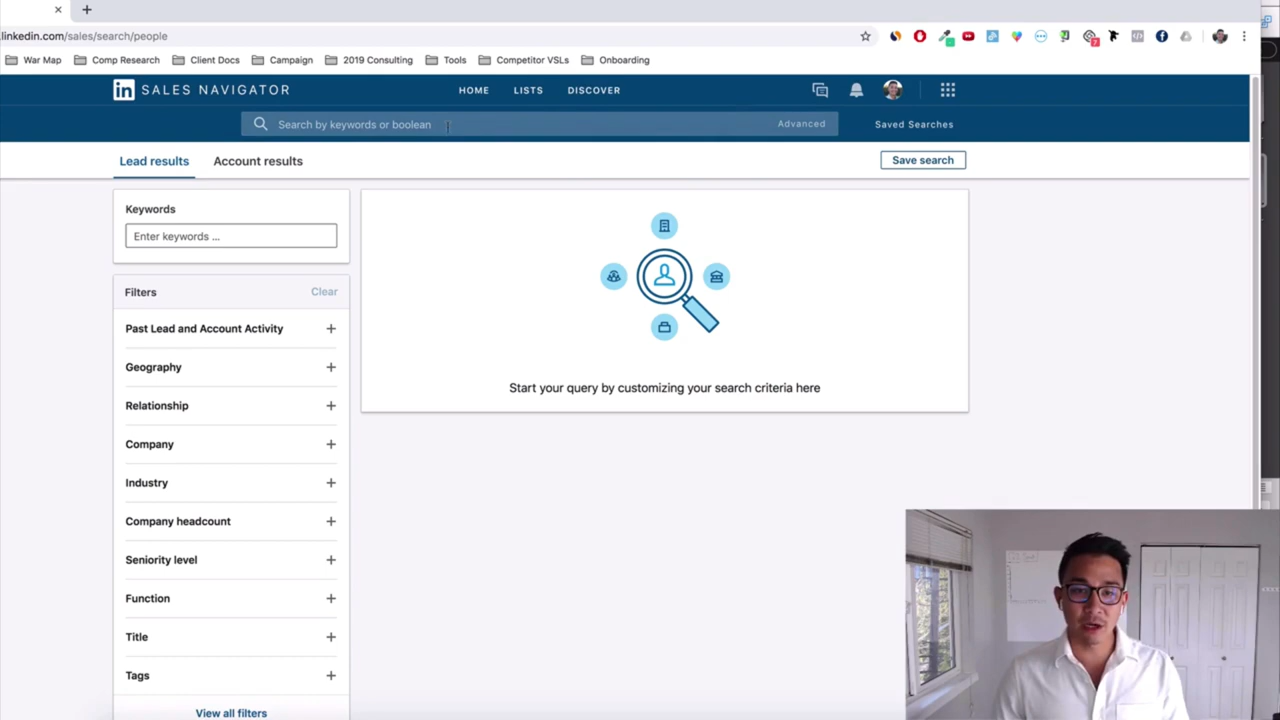 linkedin.com/sales/search/people
War Map
Comp Research
Client Docs
Campaign
2019 Consulting
Tools
Competitor VSLs
Onboarding
7
in SALES NAVIGATOR
HOME
LISTS
DISCOVER
Search by keywords or boolean
Advanced
Saved Searches
Lead results
Account results
Save search
Keywords
Enter keywords ...
Filters
Clear
Past Lead and Account Activity
Geography
Relationship
Company
Industry
Company headcount
Seniority level
Function
Title
Tags
View all filters
Start your query by customizing your search criteria here